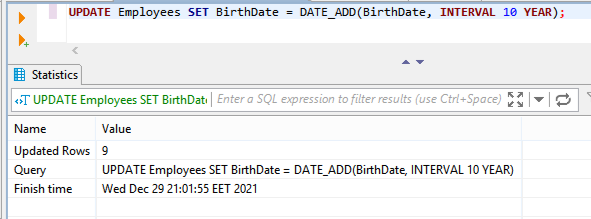 UPDATE Employees SET BirthDate = DATE_ADD(BirthDate, INTERVAL 10 YEAR);
Statistics
UPDATE Employees SET BirthDat Enter a SQL expression to filter results (use Ctrl+Space)
Name Value
Updated Rows 9
Query UPDATE Employees SET BirthDate = DATE_ADD(BirthDate, INTERVAL 10 YEAR)
Finish time Wed Dec 29 21:01:55 EET 2021